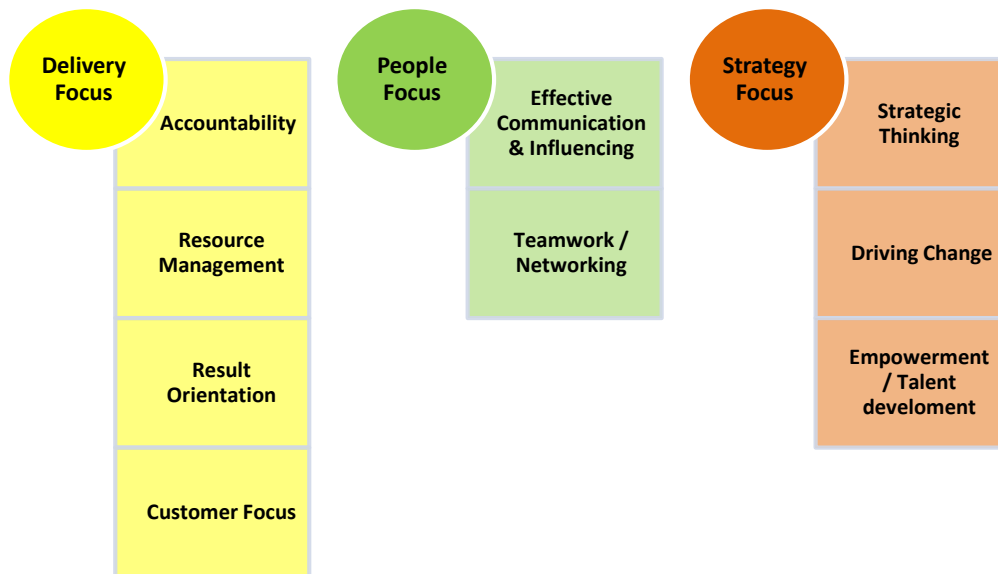 Delivery
Focus
Accountability
Resource
Management
Result
Orientation
Customer Focus
People
Focus
Effective
Communication
& Influencing
Teamwork /
Networking
Strategy
Focus
Strategic
Thinking
Driving Change
Empowerment
/ Talent
develoment